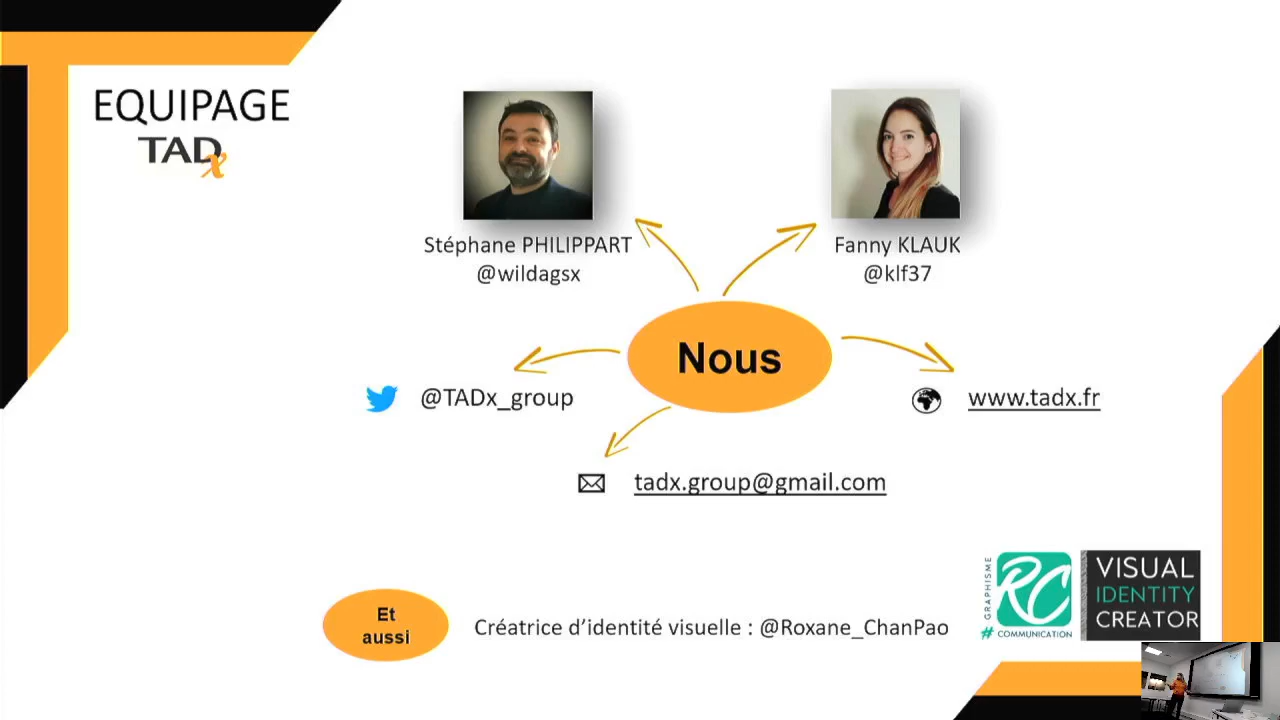 EQUIPAGE
TADx
Stéphane PHILIPPART
@wildagsx
Fanny KLAUK
@klf37
Nous
@TADx_group
www.tadx.fr
tadx.group@gmail.com
Et
aussi
Créatrice d’identité visuelle : @Roxane_ChanPao
# GRAPHISME
RC
COMMUNICATION
VISUAL
IDENTITY
CREATOR